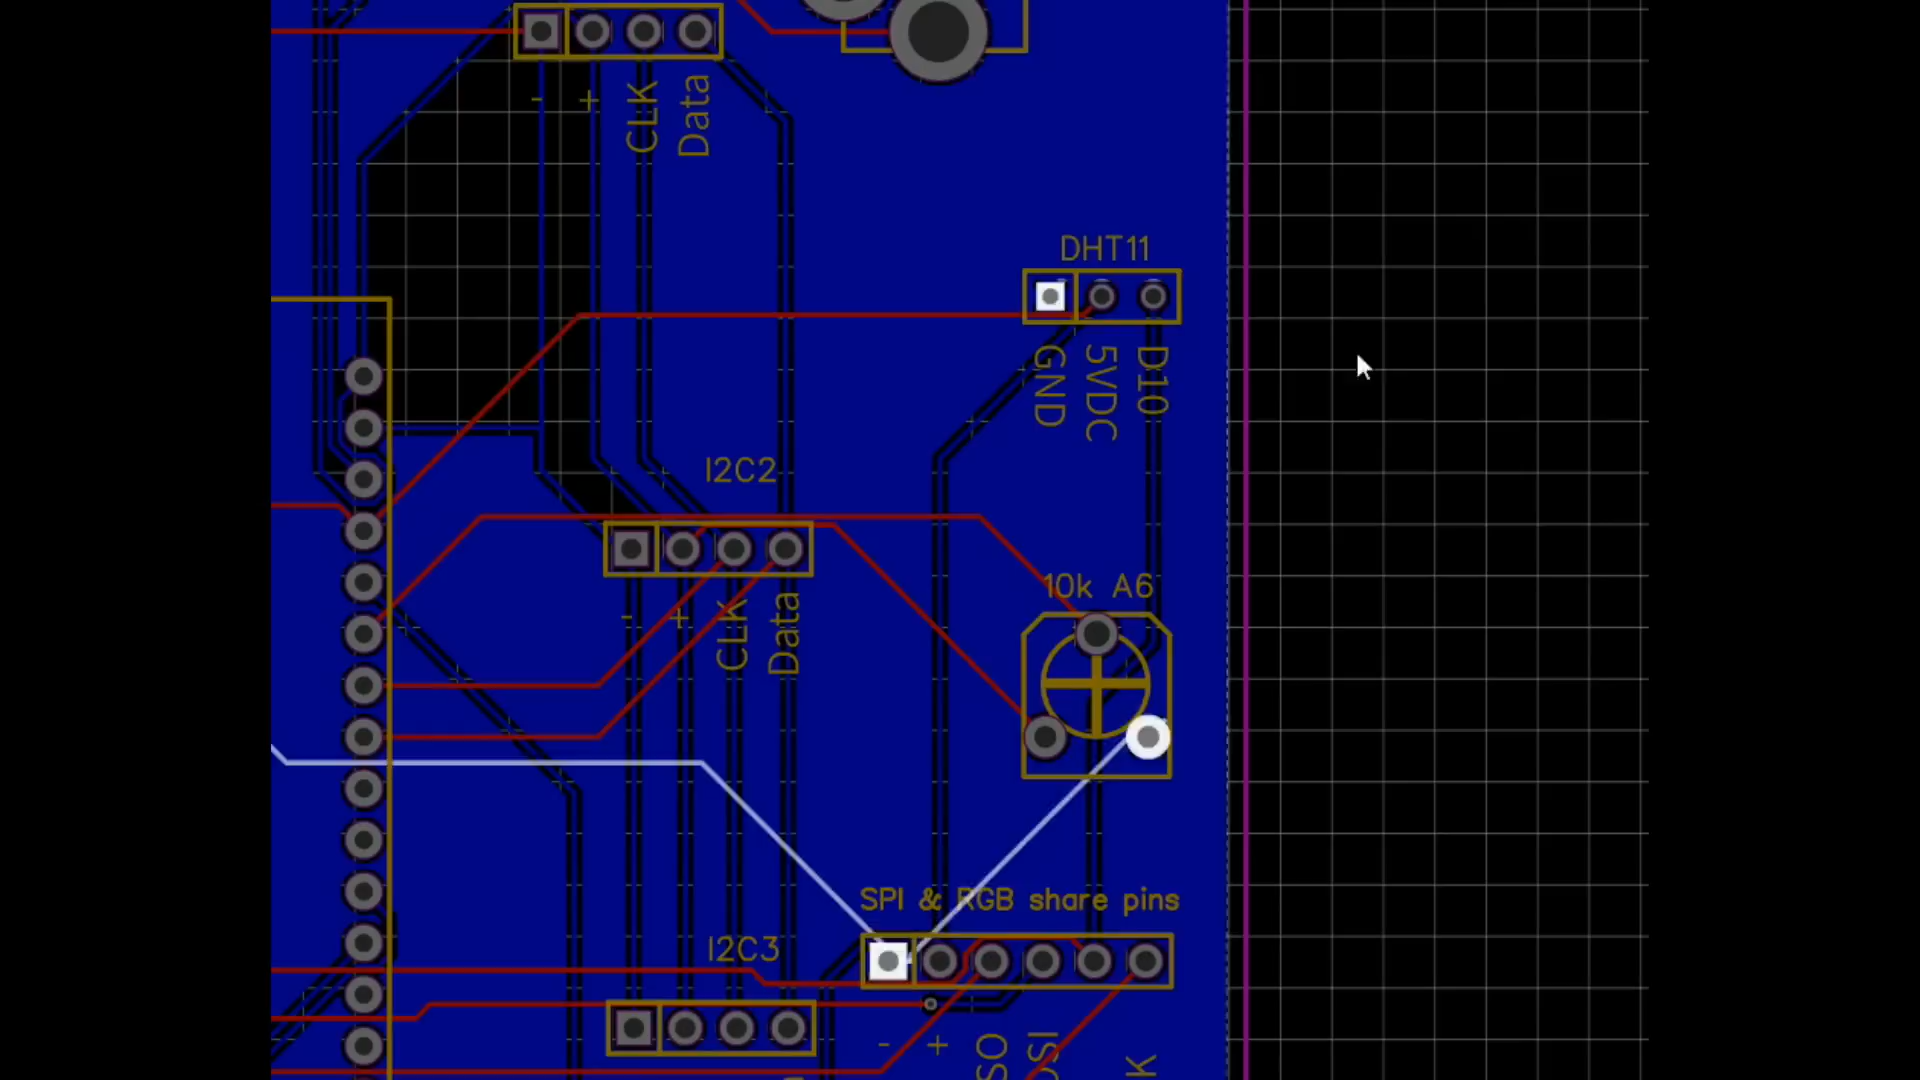 -
+
CLK
Data
DHT11
GND
5VDC
D10
I2C2
-
+
CLK
Data
10k A6
SPI & RGB share pins
I2C3
-
+
K